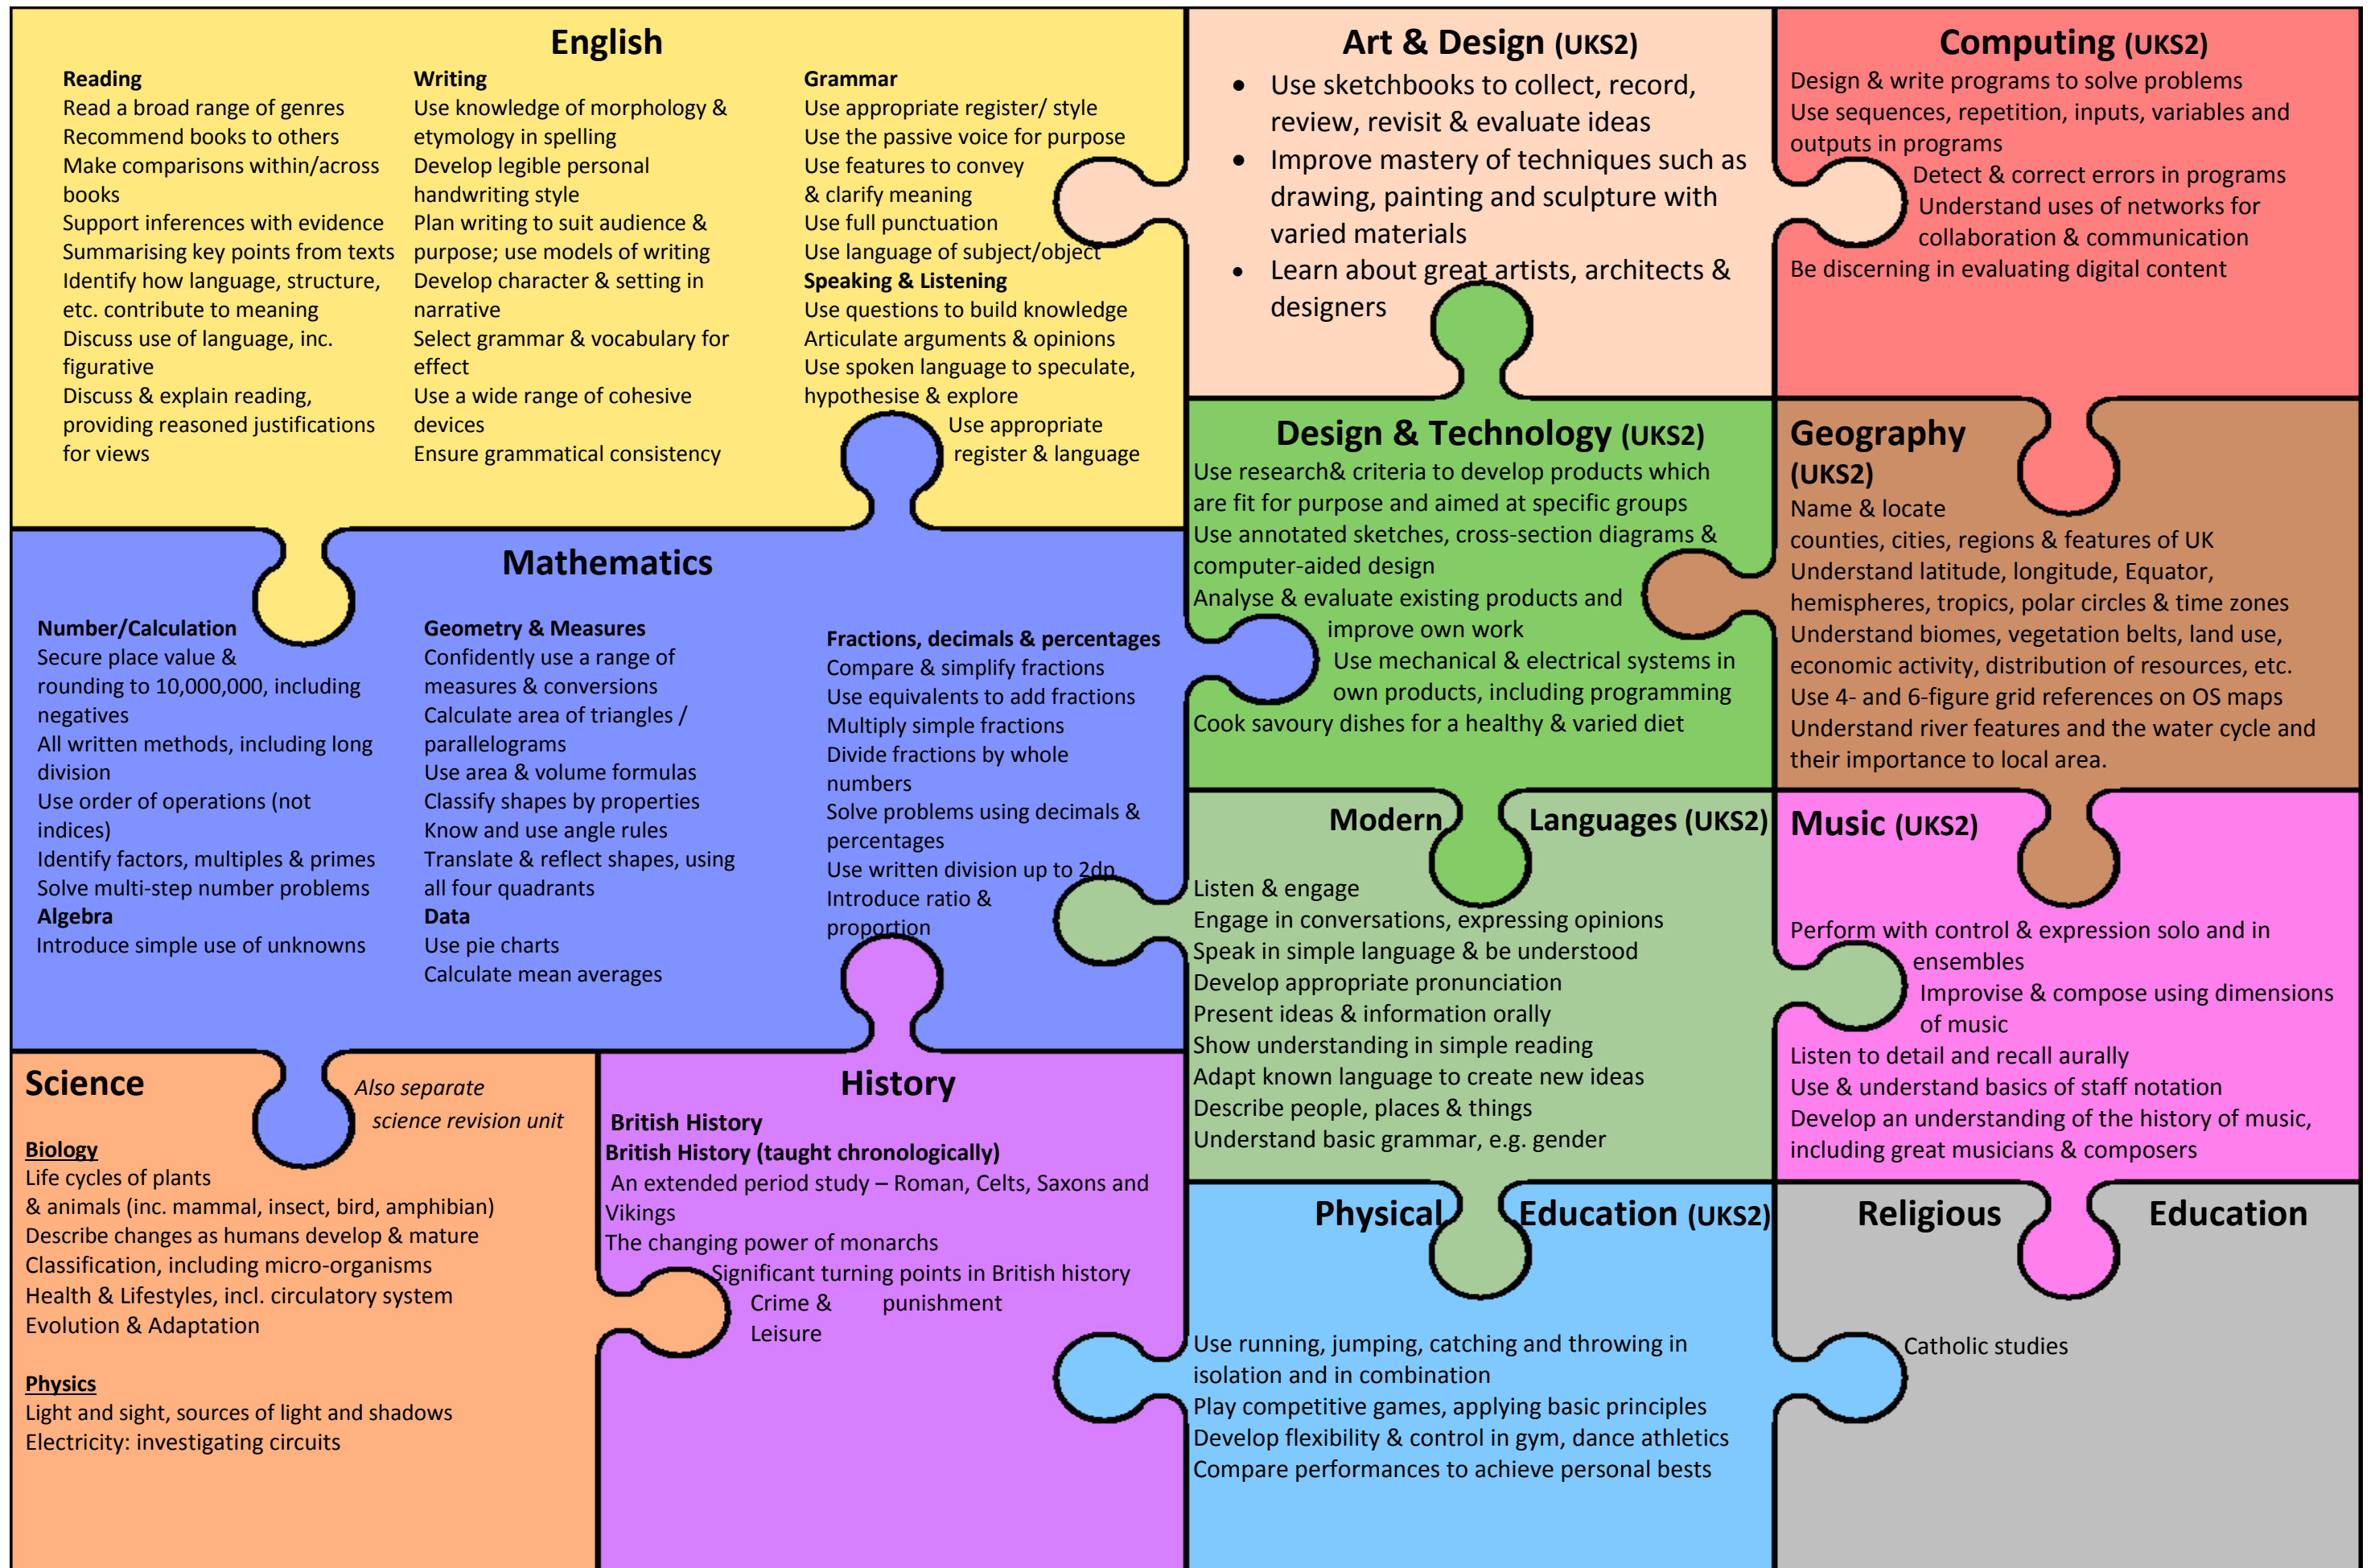 English
Reading
Read a broad range of genres
Recommend books to others
Make comparisons within/across
books
Support inferences with evidence
Summarising key points from texts
Identify how language, structure,
etc. contribute to meaning
Discuss use of language, inc.
figurative
Discuss & explain reading,
providing reasoned justifications
for views
Writing
Use knowledge of morphology &
etymology in spelling
Develop legible personal
handwriting style
Plan writing to suit audience &
purpose; use models of writing
Develop character & setting in
narrative
Select grammar & vocabulary for
effect
Use a wide range of cohesive
devices
Ensure grammatical consistency
Grammar
Use appropriate register/ style
Use the passive voice for purpose
Use features to convey
& clarify meaning
Use full punctuation
Use language of subject/object
Speaking & Listening
Use questions to build knowledge
Articulate arguments & opinions
Use spoken language to speculate,
hypothesise & explore
Use appropriate
register & language
Art & Design (UKS2)
• Use sketchbooks to collect, record,
review, revisit & evaluate ideas
• Improve mastery of techniques such as
drawing, painting and sculpture with
varied materials
• Learn about great artists, architects &
designers
Computing (UKS2)
Design & write programs to solve problems
Use sequences, repetition, inputs, variables and
outputs in programs
Detect & correct errors in programs
Understand uses of networks for
collaboration & communication
Be discerning in evaluating digital content
Mathematics
Number/Calculation
Secure place value &
rounding to 10,000,000, including
negatives
All written methods, including long
division
Use order of operations (not
indices)
Identify factors, multiples & primes
Solve multi-step number problems
Algebra
Introduce simple use of unknowns
Geometry & Measures
Confidently use a range of
measures & conversions
Calculate area of triangles /
parallelograms
Use area & volume formulas
Classify shapes by properties
Know and use angle rules
Translate & reflect shapes, using
all four quadrants
Data
Use pie charts
Calculate mean averages
Fractions, decimals & percentages
Compare & simplify fractions
Use equivalents to add fractions
Multiply simple fractions
Divide fractions by whole
numbers
Solve problems using decimals &
percentages
Use written division up to 2dp
Introduce ratio &
proportion
Design & Technology (UKS2)
Use research& criteria to develop products which
are fit for purpose and aimed at specific groups
Use annotated sketches, cross-section diagrams &
computer-aided design
Analyse & evaluate existing products and
improve own work
Use mechanical & electrical systems in
own products, including programming
Cook savoury dishes for a healthy & varied diet
Geography
(UKS2)
Name & locate
counties, cities, regions & features of UK
Understand latitude, longitude, Equator,
hemispheres, tropics, polar circles & time zones
Understand biomes, vegetation belts, land use,
economic activity, distribution of resources, etc.
Use 4- and 6-figure grid references on OS maps
Understand river features and the water cycle and
their importance to local area.
Modern Languages (UKS2)
Listen & engage
Engage in conversations, expressing opinions
Speak in simple language & be understood
Develop appropriate pronunciation
Present ideas & information orally
Show understanding in simple reading
Adapt known language to create new ideas
Describe people, places & things
Understand basic grammar, e.g. gender
Music (UKS2)
Perform with control & expression solo and in
ensembles
Improvise & compose using dimensions
of music
Listen to detail and recall aurally
Use & understand basics of staff notation
Develop an understanding of the history of music,
including great musicians & composers
Science
Also separate
science revision unit
Biology
Life cycles of plants
& animals (inc. mammal, insect, bird, amphibian)
Describe changes as humans develop & mature
Classification, including micro-organisms
Health & Lifestyles, incl. circulatory system
Evolution & Adaptation
Physics
Light and sight, sources of light and shadows
Electricity: investigating circuits
History
British History
British History (taught chronologically)
An extended period study – Roman, Celts, Saxons and
Vikings
The changing power of monarchs
Significant turning points in British history
Crime & punishment
Leisure
Physical Education (UKS2)
Use running, jumping, catching and throwing in
isolation and in combination
Play competitive games, applying basic principles
Develop flexibility & control in gym, dance athletics
Compare performances to achieve personal bests
Religious Education
Catholic studies